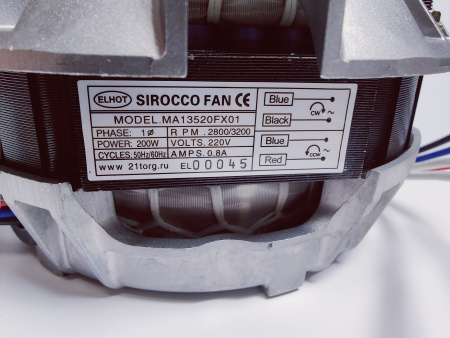 ELHOT SIROCCO FAN CE
MODEL.MA13520FX01
PHASE: 1ø R P M . 2800/3200
POWER: 200W VOLTS. 220V
CYCLES. 50Hz/60Hz A M P S. 0.8A
www 21torg.ru EL00045
Blue
Black
CW
Blue
Red
CCW